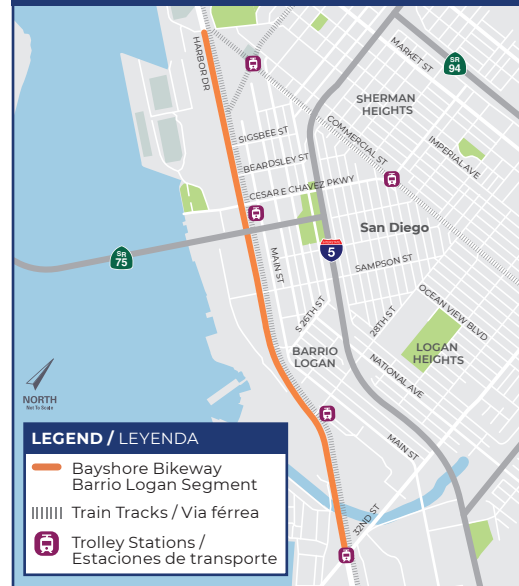 HARBOR DR
MARKET ST
SR
94
SHERMAN
HEIGHTS
COMMERCIAL ST
IMPERIAL AVE
SIGSBEE ST
BEARDSLEY ST
CESAR E CHAVEZ PKWY
San Diego
SR
75
INTERSTATE
5
MAIN ST
SAMPSON ST
S 26TH ST
28TH ST
OCEAN VIEW BLVD
BARRIO
LOGAN
LOGAN
HEIGHTS
NATIONAL AVE
NORTH
Not To Scale
MAIN ST
32ND ST
LEGEND / LEYENDA
Bayshore Bikeway
Barrio Logan Segment
Train Tracks / Via férrea
Trolley Stations /
Estaciones de transporte